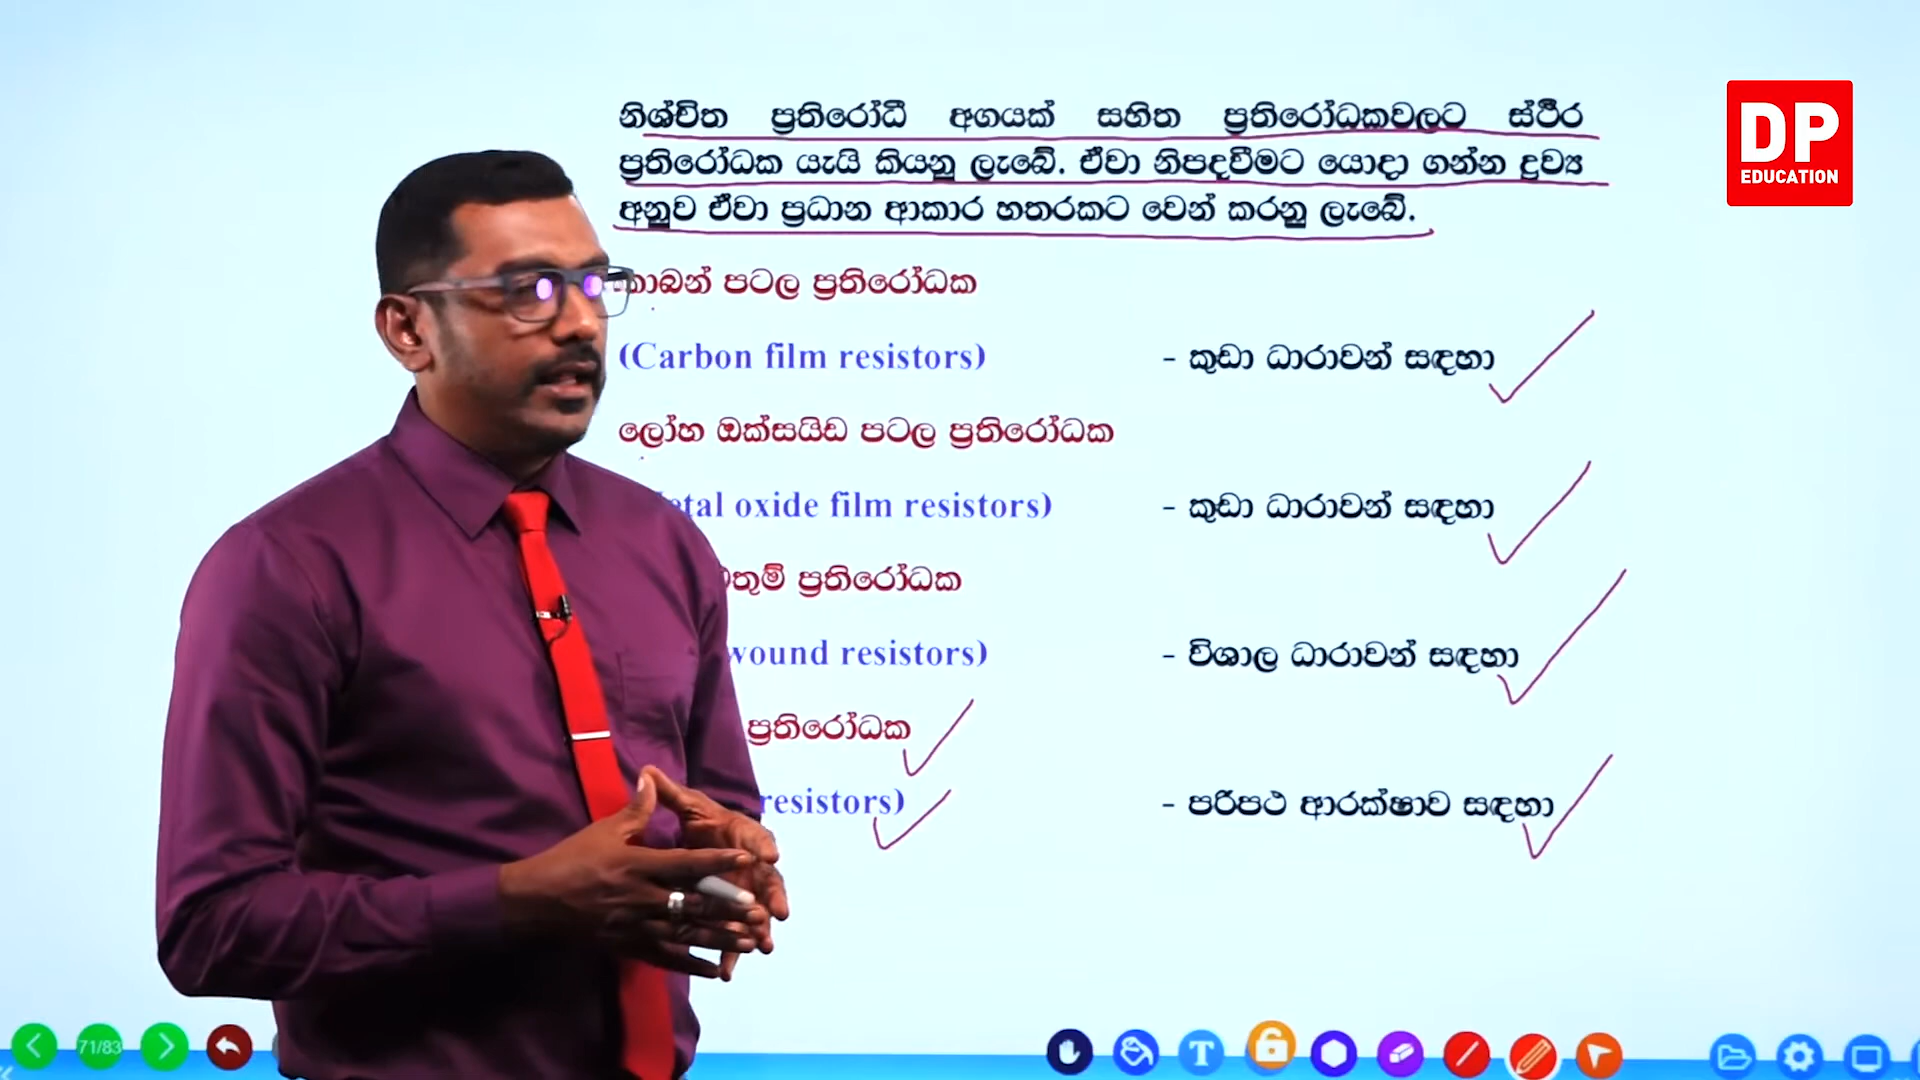 DP
EDUCATION
නිශ්චිත ප්‍රතිරෝධී අගයක් සහිත ප්‍රතිරෝධකවලට ස්ථීර
ප්‍රතිරෝධක යැයි කියනු ලැබේ. ඒවා නිපදවීමට යොදා ගන්න ද්‍රව්‍ය
අනුව ඒවා ප්‍රධාන ආකාර හතරකට වෙන් කරනු ලැබේ.
පටල ප්‍රතිරෝධක
(Carbon film resistors) - කුඩා ධාරාවන් සඳහා
ලෝහ ඔක්සයිඩ පටල ප්‍රතිරෝධක
oxide film resistors) - කුඩා ධාරාවන් සඳහා
ප්‍රතිරෝධක
wound resistors) - විශාල ධාරාවන් සඳහා
ප්‍රතිරෝධක
resistors) - පරිපථ ආරක්ෂාව සඳහා
71/83